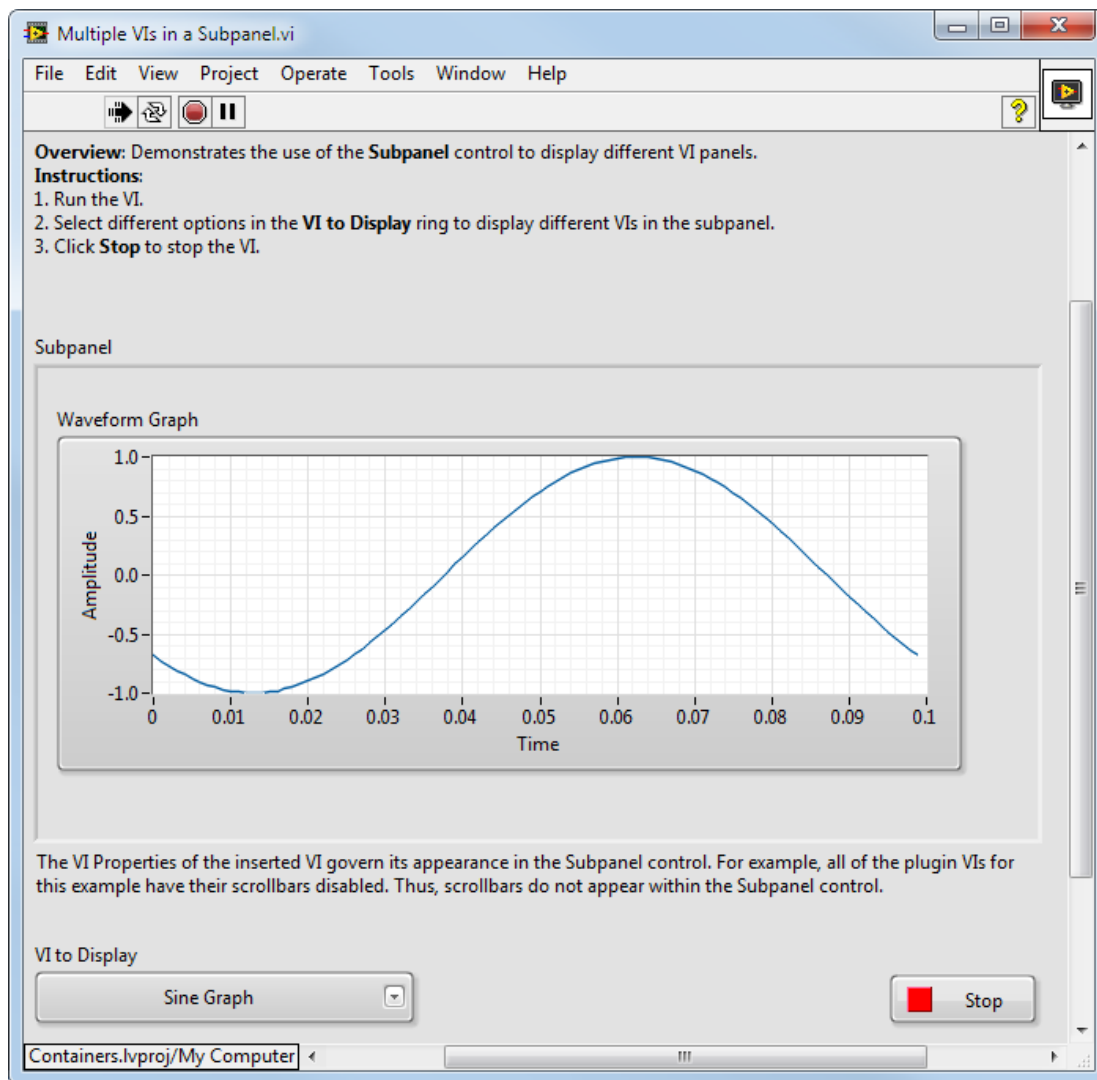 Multiple VIs in a Subpanel.vi
File Edit View Project Operate Tools Window Help
Overview: Demonstrates the use of the Subpanel control to display different VI panels.
Instructions:
1. Run the VI.
2. Select different options in the VI to Display ring to display different VIs in the subpanel.
3. Click Stop to stop the VI.
Subpanel
Waveform Graph
1.0
0.5
0.0
-0.5
-1.0
Amplitude
0 0.01 0.02 0.03 0.04 0.05 0.06 0.07 0.08 0.09 0.1
Time
The VI Properties of the inserted VI govern its appearance in the Subpanel control. For example, all of the plugin VIs for
this example have their scrollbars disabled. Thus, scrollbars do not appear within the Subpanel control.
VI to Display
Sine Graph
Stop
Containers.lvproj/My Computer